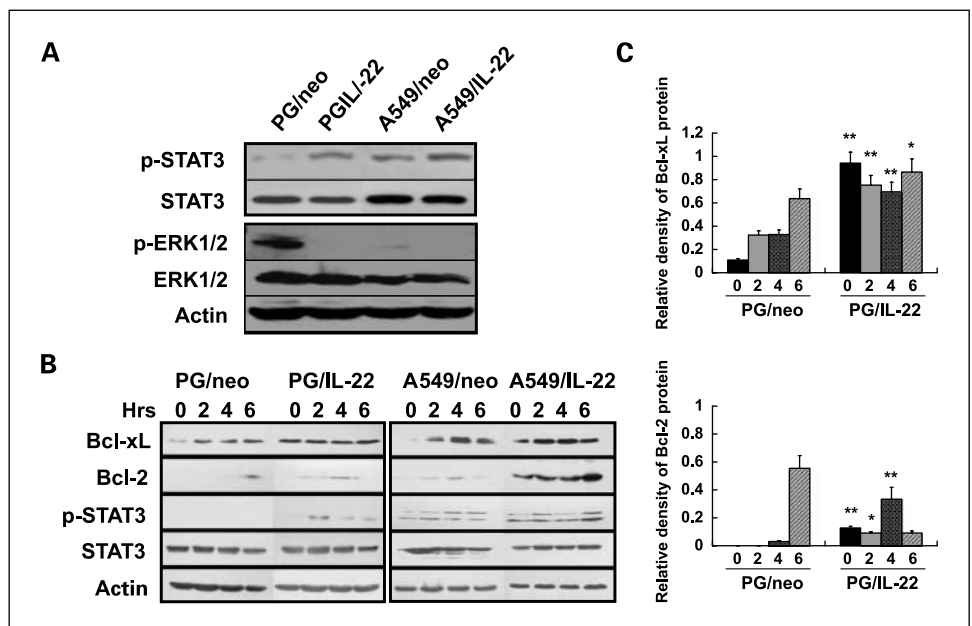 A
PG/neo PGIL/-22 A549/neo A549/IL-22
p-STAT3
STAT3
p-ERK1/2
ERK1/2
Actin
B
PG/neo PG/IL-22 A549/neo A549/IL-22
Hrs 0 2 4 6 0 2 4 6 0 2 4 6 0 2 4 6
Bcl-xL
Bcl-2
p-STAT3
STAT3
Actin
C
Relative density of Bcl-xL protein
1.2
1
0.8
0.6
0.4
0.2
0
** ** ** *
0 2 4 6 0 2 4 6
PG/neo PG/IL-22
Relative density of Bcl-2 protein
1
0.8
0.6
0.4
0.2
0
** * **
0 2 4 6 0 2 4 6
PG/neo PG/IL-22